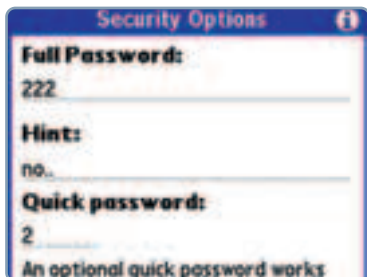 Security Options
Full Password:
222
Hint:
no..
Quick password:
2
An optional quick password works